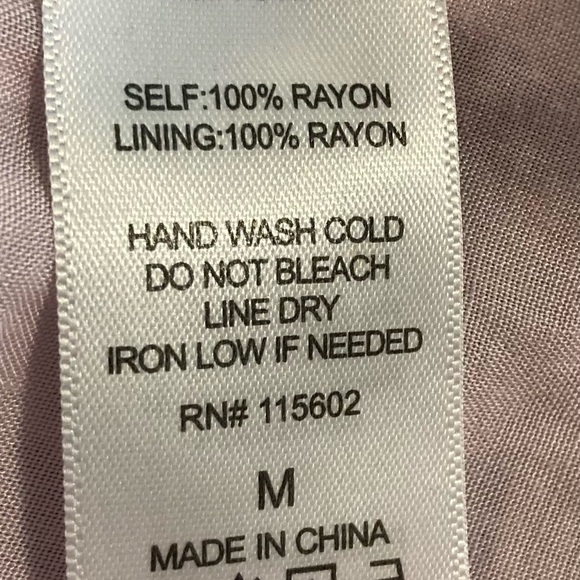 SELF:100% RAYON
LINING:100% RAYON
HAND WASH COLD
DO NOT BLEACH
LINE DRY
IRON LOW IF NEEDED
RN# 115602
M
MADE IN CHINA